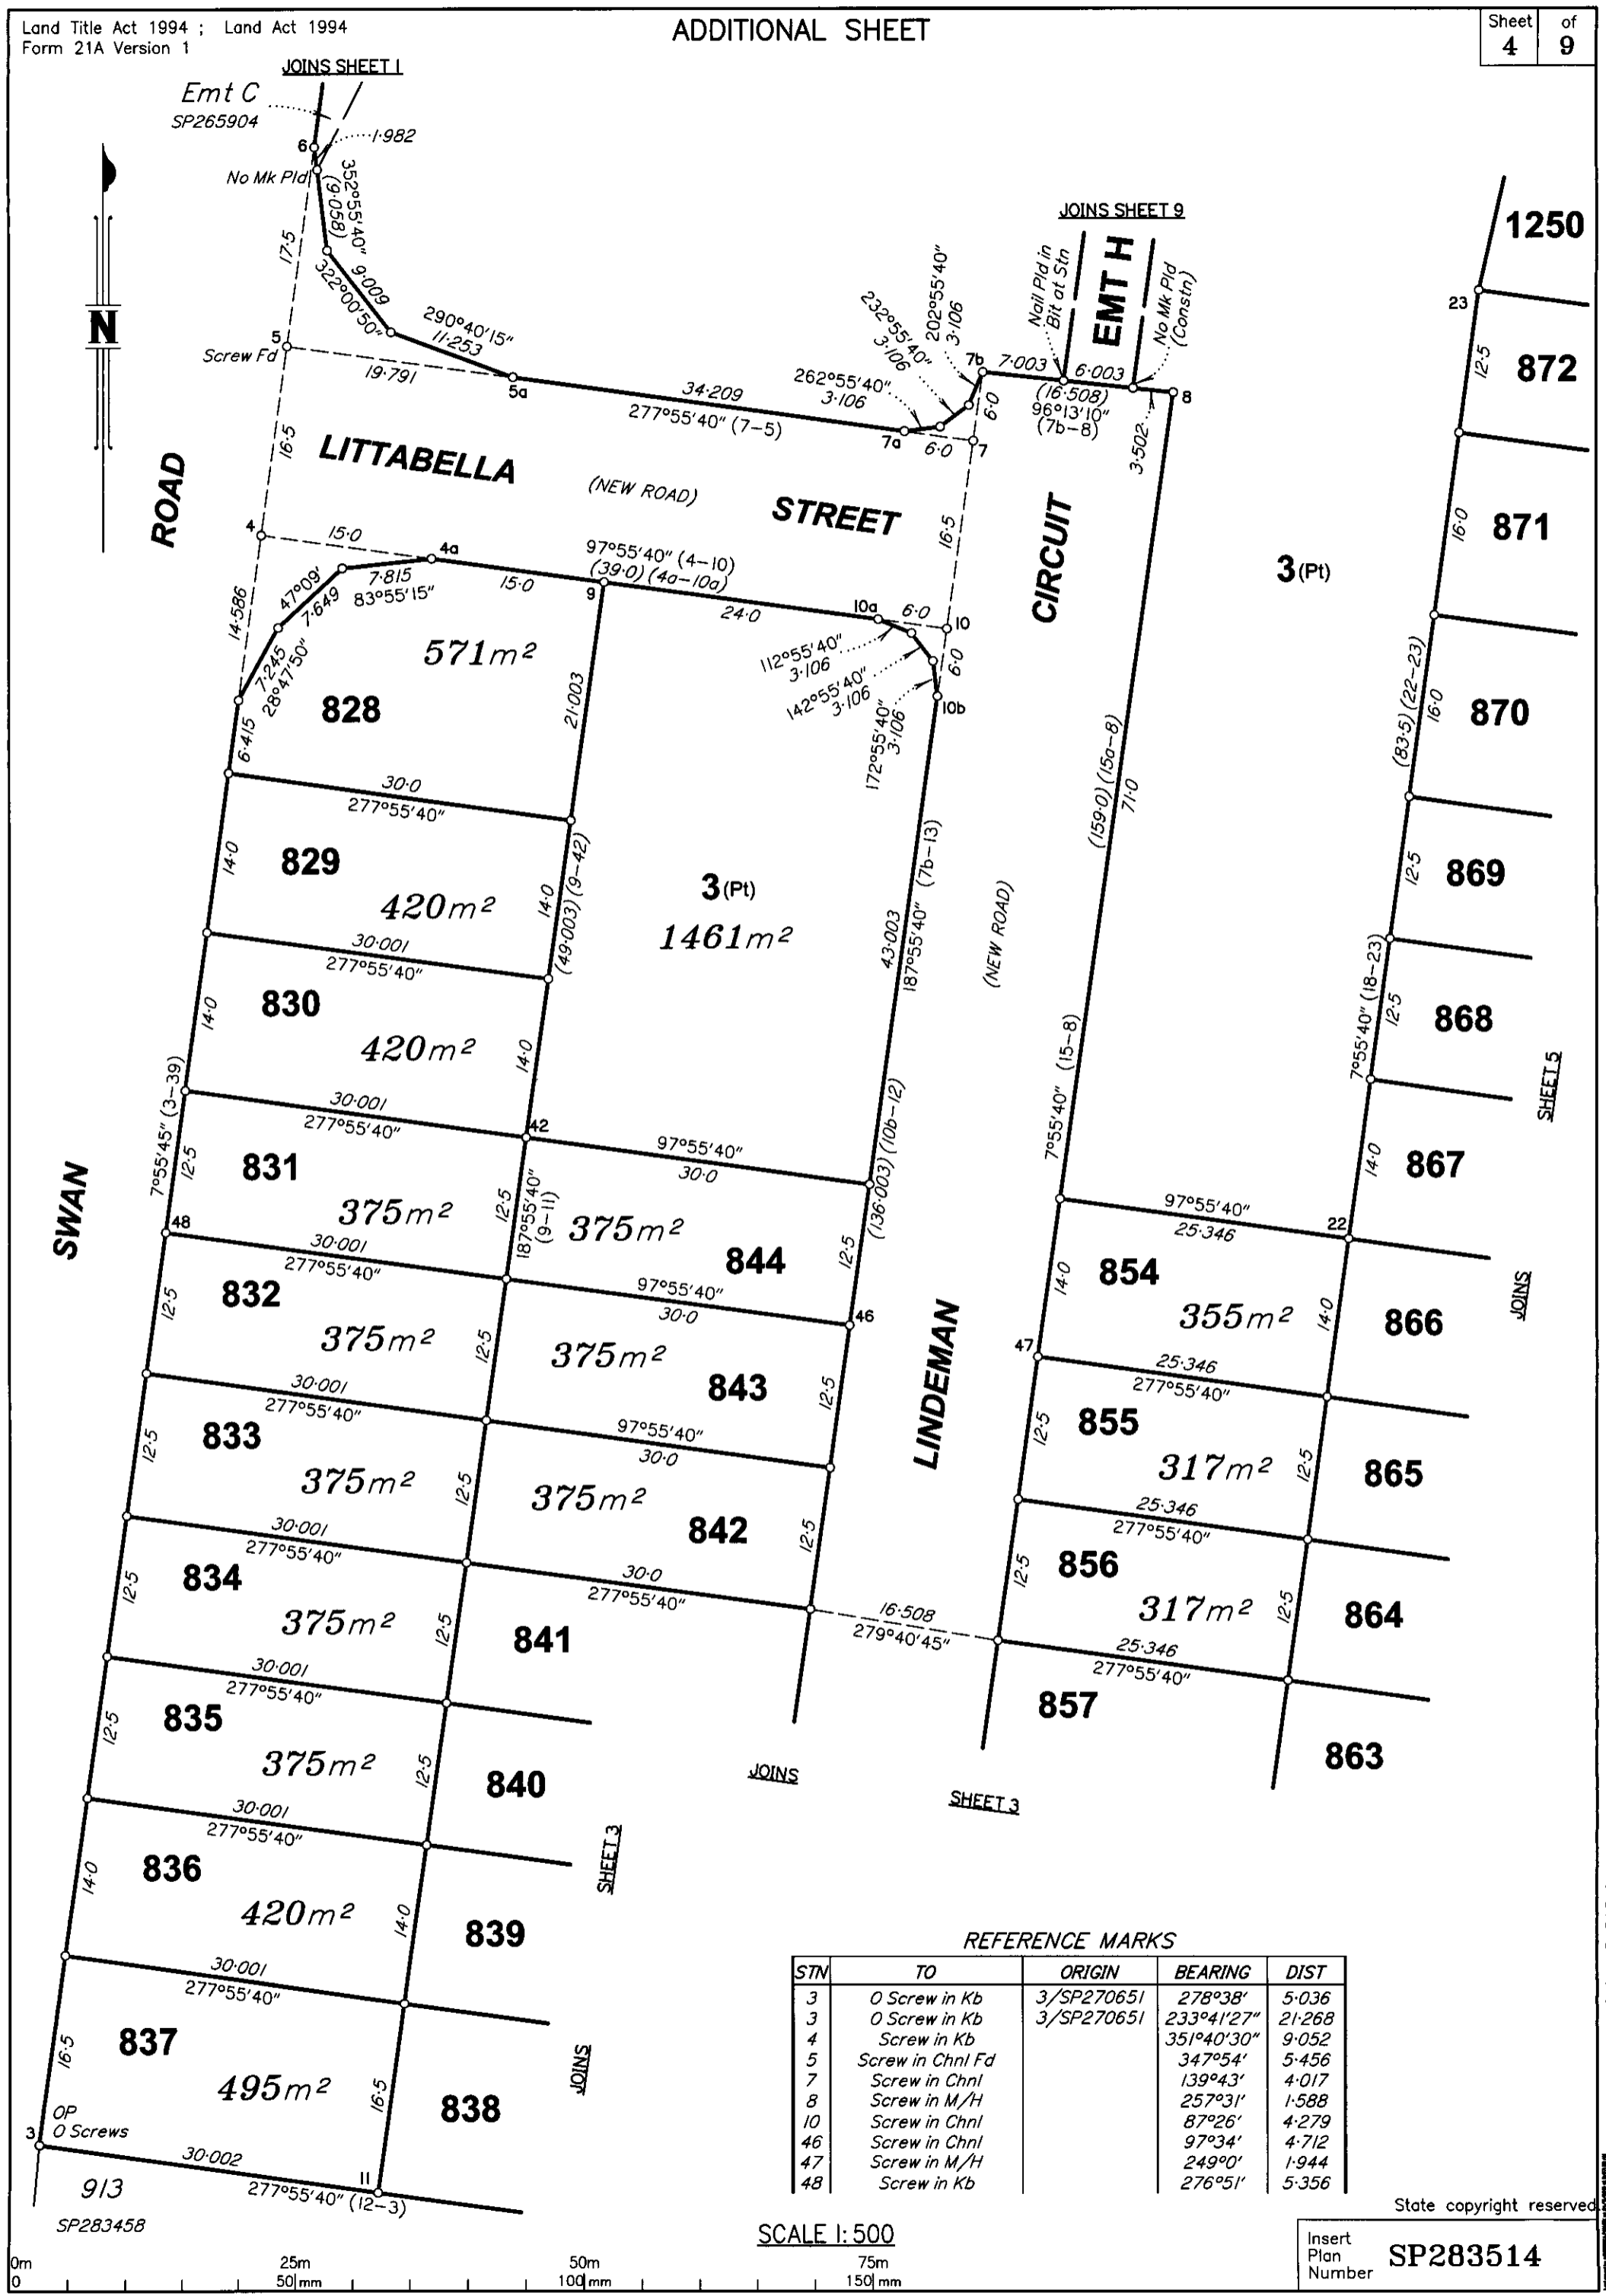 Land Title Act 1994 ; Land Act 1994
Form 21A Version 1
ADDITIONAL SHEET
Sheet 4 of 9
JOINS SHEET 1
Emt C
SP265904
6
1·982
No Mk Pld
352°55'40"
(9·058)
17·5
322°00'50"
9·009
290°40'15"
11·253
5
Screw Fd
19·791
5a
34·209
277°55'40" (7-5)
262°55'40"
3·106
232°55'40"
3·106
202°55'40"
3·106
7a
6·0
7
7b
6·0
7·003
JOINS SHEET 9
EMT H
Nail Pld in
Bit at Stn
No Mk Pld
(Constn)
6·003
(16·508)
96°13'10"
(7b-8)
3·502
8
1250
23
12·5
872
16·0
871
16·0
870
(83·5) (22-23)
12·5
869
12·5
868
7°55'40" (18-23)
14·0
867
SHEET 5
JOINS
N
ROAD
16·5
LITTABELLA
(NEW ROAD)
STREET
16·5
CIRCUIT
3 (Pt)
4
15·0
4a
97°55'40" (4-10)
(39·0) (4a-10a)
15·0
9
24·0
10a
6·0
10
6·0
10b
112°55'40"
3·106
142°55'40"
3·106
172°55'40"
3·106
47°09'
7·649
7·815
83°55'15"
14·586
7·245
28°47'50"
6·415
571m²
828
21·003
30·0
277°55'40"
14·0
829
420m²
14·0
(49·003) (9-42)
30·001
277°55'40"
14·0
830
420m²
14·0
3 (Pt)
1461m²
43·003
187°55'40" (7b-13)
(NEW ROAD)
(159·0) (15a-8)
71·0
7°55'40" (15-8)
(136·003) (10b-12)
7°55'45" (3-39)
30·001
277°55'40"
42
97°55'40"
30·0
SWAN
12·5
831
375m²
12·5
187°55'40"
(9-11)
375m²
844
12·5
48
30·001
277°55'40"
97°55'40"
30·0
46
97°55'40"
25·346
22
14·0
854
355m²
14·0
866
12·5
832
375m²
12·5
375m²
843
12·5
LINDEMAN
47
25·346
277°55'40"
12·5
855
317m²
12·5
865
30·001
277°55'40"
97°55'40"
30·0
12·5
833
375m²
12·5
375m²
842
12·5
25·346
277°55'40"
12·5
856
317m²
12·5
864
30·001
277°55'40"
30·0
277°55'40"
16·508
279°40'45"
25·346
277°55'40"
12·5
834
375m²
12·5
841
857
863
30·001
277°55'40"
12·5
835
375m²
12·5
840
JOINS
SHEET 3
30·001
277°55'40"
14·0
836
420m²
14·0
839
SHEET 3
JOINS
30·001
277°55'40"
16·5
837
495m²
16·5
838
OP
O Screws
3
30·002
11
277°55'40" (12-3)
913
SP283458
REFERENCE MARKS
STN TO ORIGIN BEARING DIST
3 O Screw in Kb 3/SP270651 278°38' 5·036
3 O Screw in Kb 3/SP270651 233°41'27" 21·268
4 Screw in Kb 351°40'30" 9·052
5 Screw in Chnl Fd 347°54' 5·456
7 Screw in Chnl 139°43' 4·017
8 Screw in M/H 257°31' 1·588
10 Screw in Chnl 87°26' 4·279
46 Screw in Chnl 97°34' 4·712
47 Screw in M/H 249°0' 1·944
48 Screw in Kb 276°51' 5·356
State copyright reserved
SCALE 1:500
Insert
Plan
Number
SP283514
0m 25m 50m 75m
0 50mm 100mm 150mm